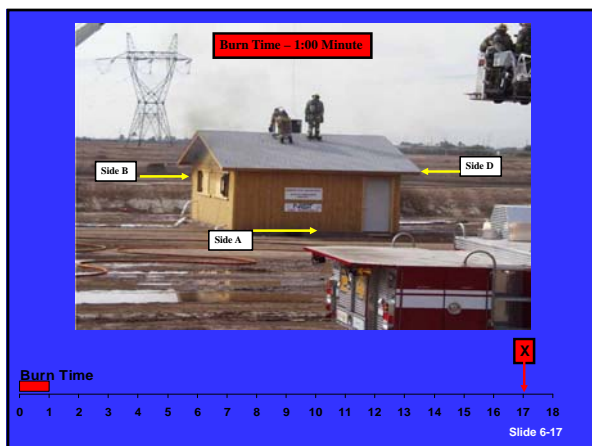 Burn Time – 1:00 Minute
Side B
Side D
Side A
X
Burn Time
0 1 2 3 4 5 6 7 8 9 10 11 12 13 14 15 16 17 18
Slide 6-17